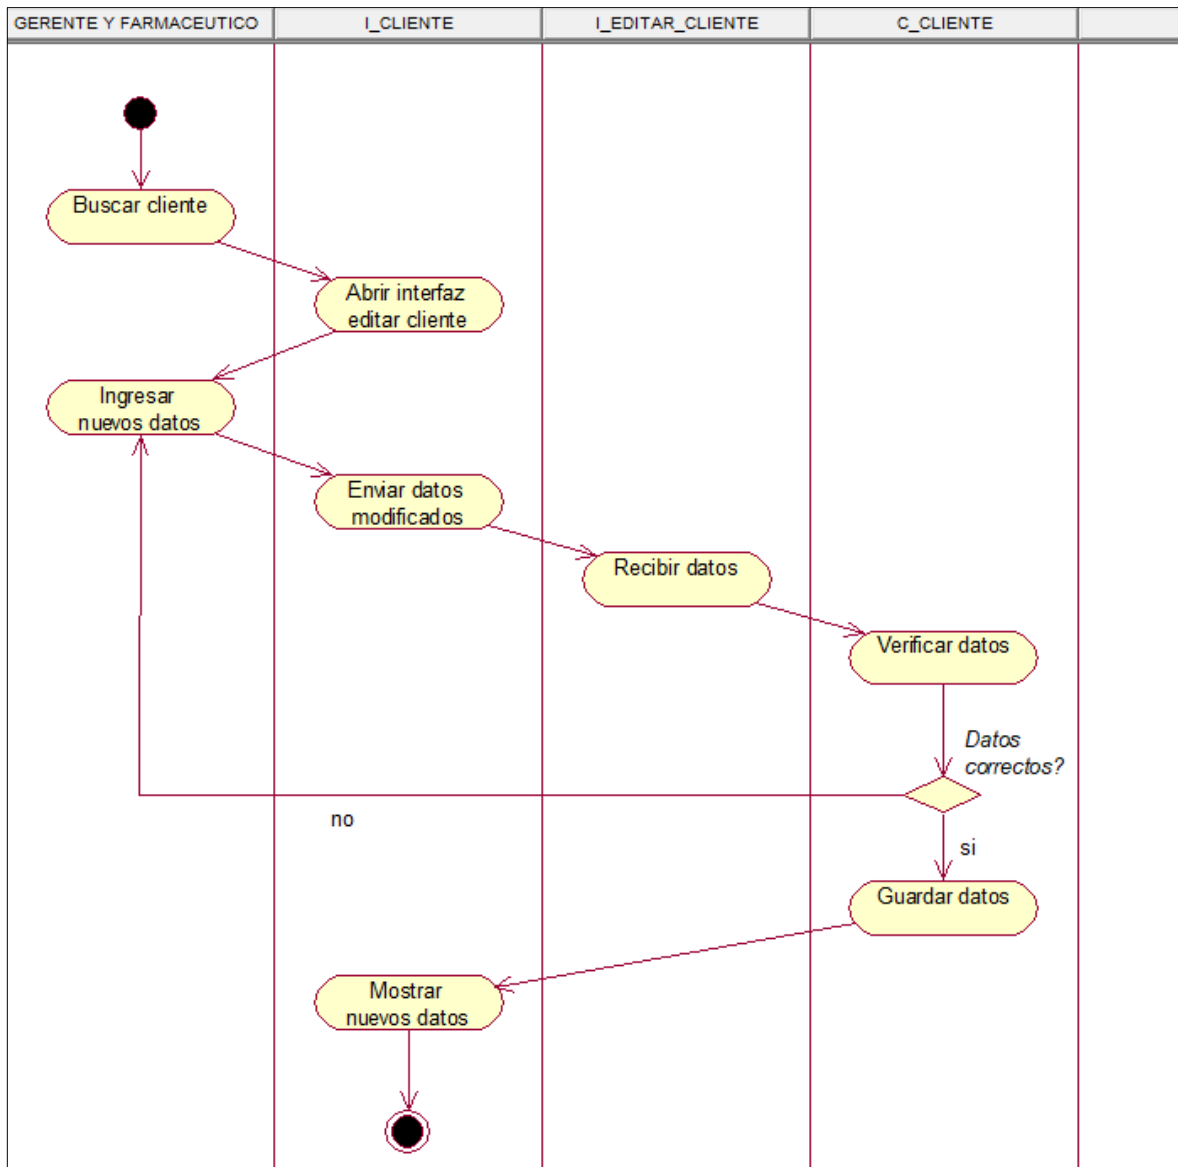 GERENTE Y FARMACEUTICO
I_CLIENTE
I_EDITAR_CLIENTE
C_CLIENTE
Buscar cliente
Abrir interfaz
editar cliente
Ingresar
nuevos datos
Enviar datos
modificados
Recibir datos
Verificar datos
Datos
correctos?
no
si
Guardar datos
Mostrar
nuevos datos